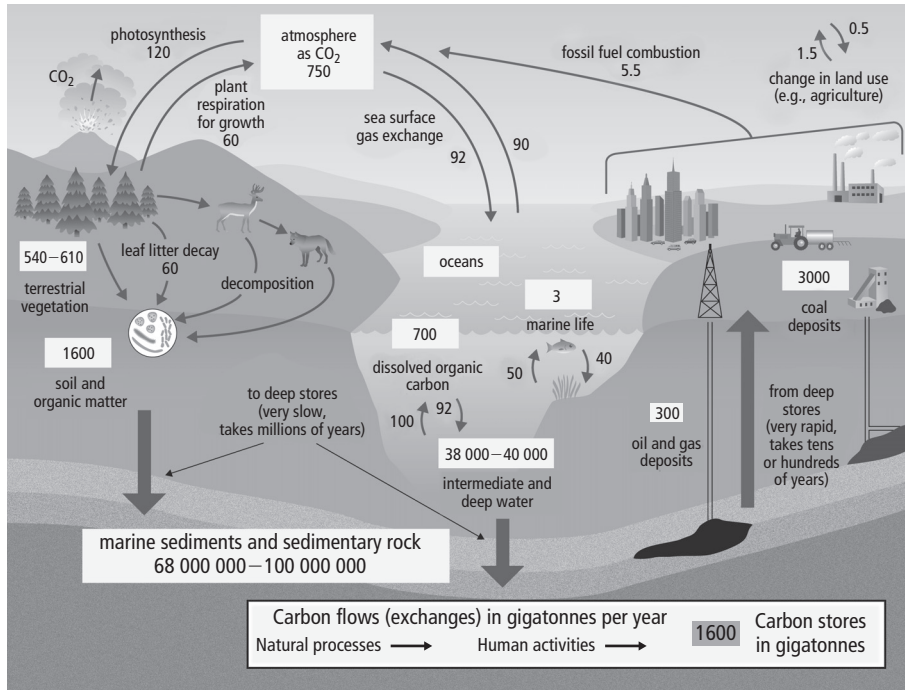 photosynthesis
120
atmosphere
as CO₂
750
fossil fuel combustion
5.5
0.5
1.5
change in land use
(e.g., agriculture)
CO₂
plant
respiration
for growth
60
sea surface
gas exchange
92
90
540–610
terrestrial
vegetation
leaf litter decay
60
decomposition
oceans
3
marine life
50
40
3000
coal
deposits
1600
soil and
organic matter
700
dissolved organic
carbon
100
92
to deep stores
(very slow,
takes millions of years)
300
oil and gas
deposits
from deep
stores
(very rapid,
takes tens
or hundreds
of years)
38 000–40 000
intermediate and
deep water
marine sediments and sedimentary rock
68 000 000–100 000 000
Carbon flows (exchanges) in gigatonnes per year
Natural processes
Human activities
1600
Carbon stores
in gigatonnes